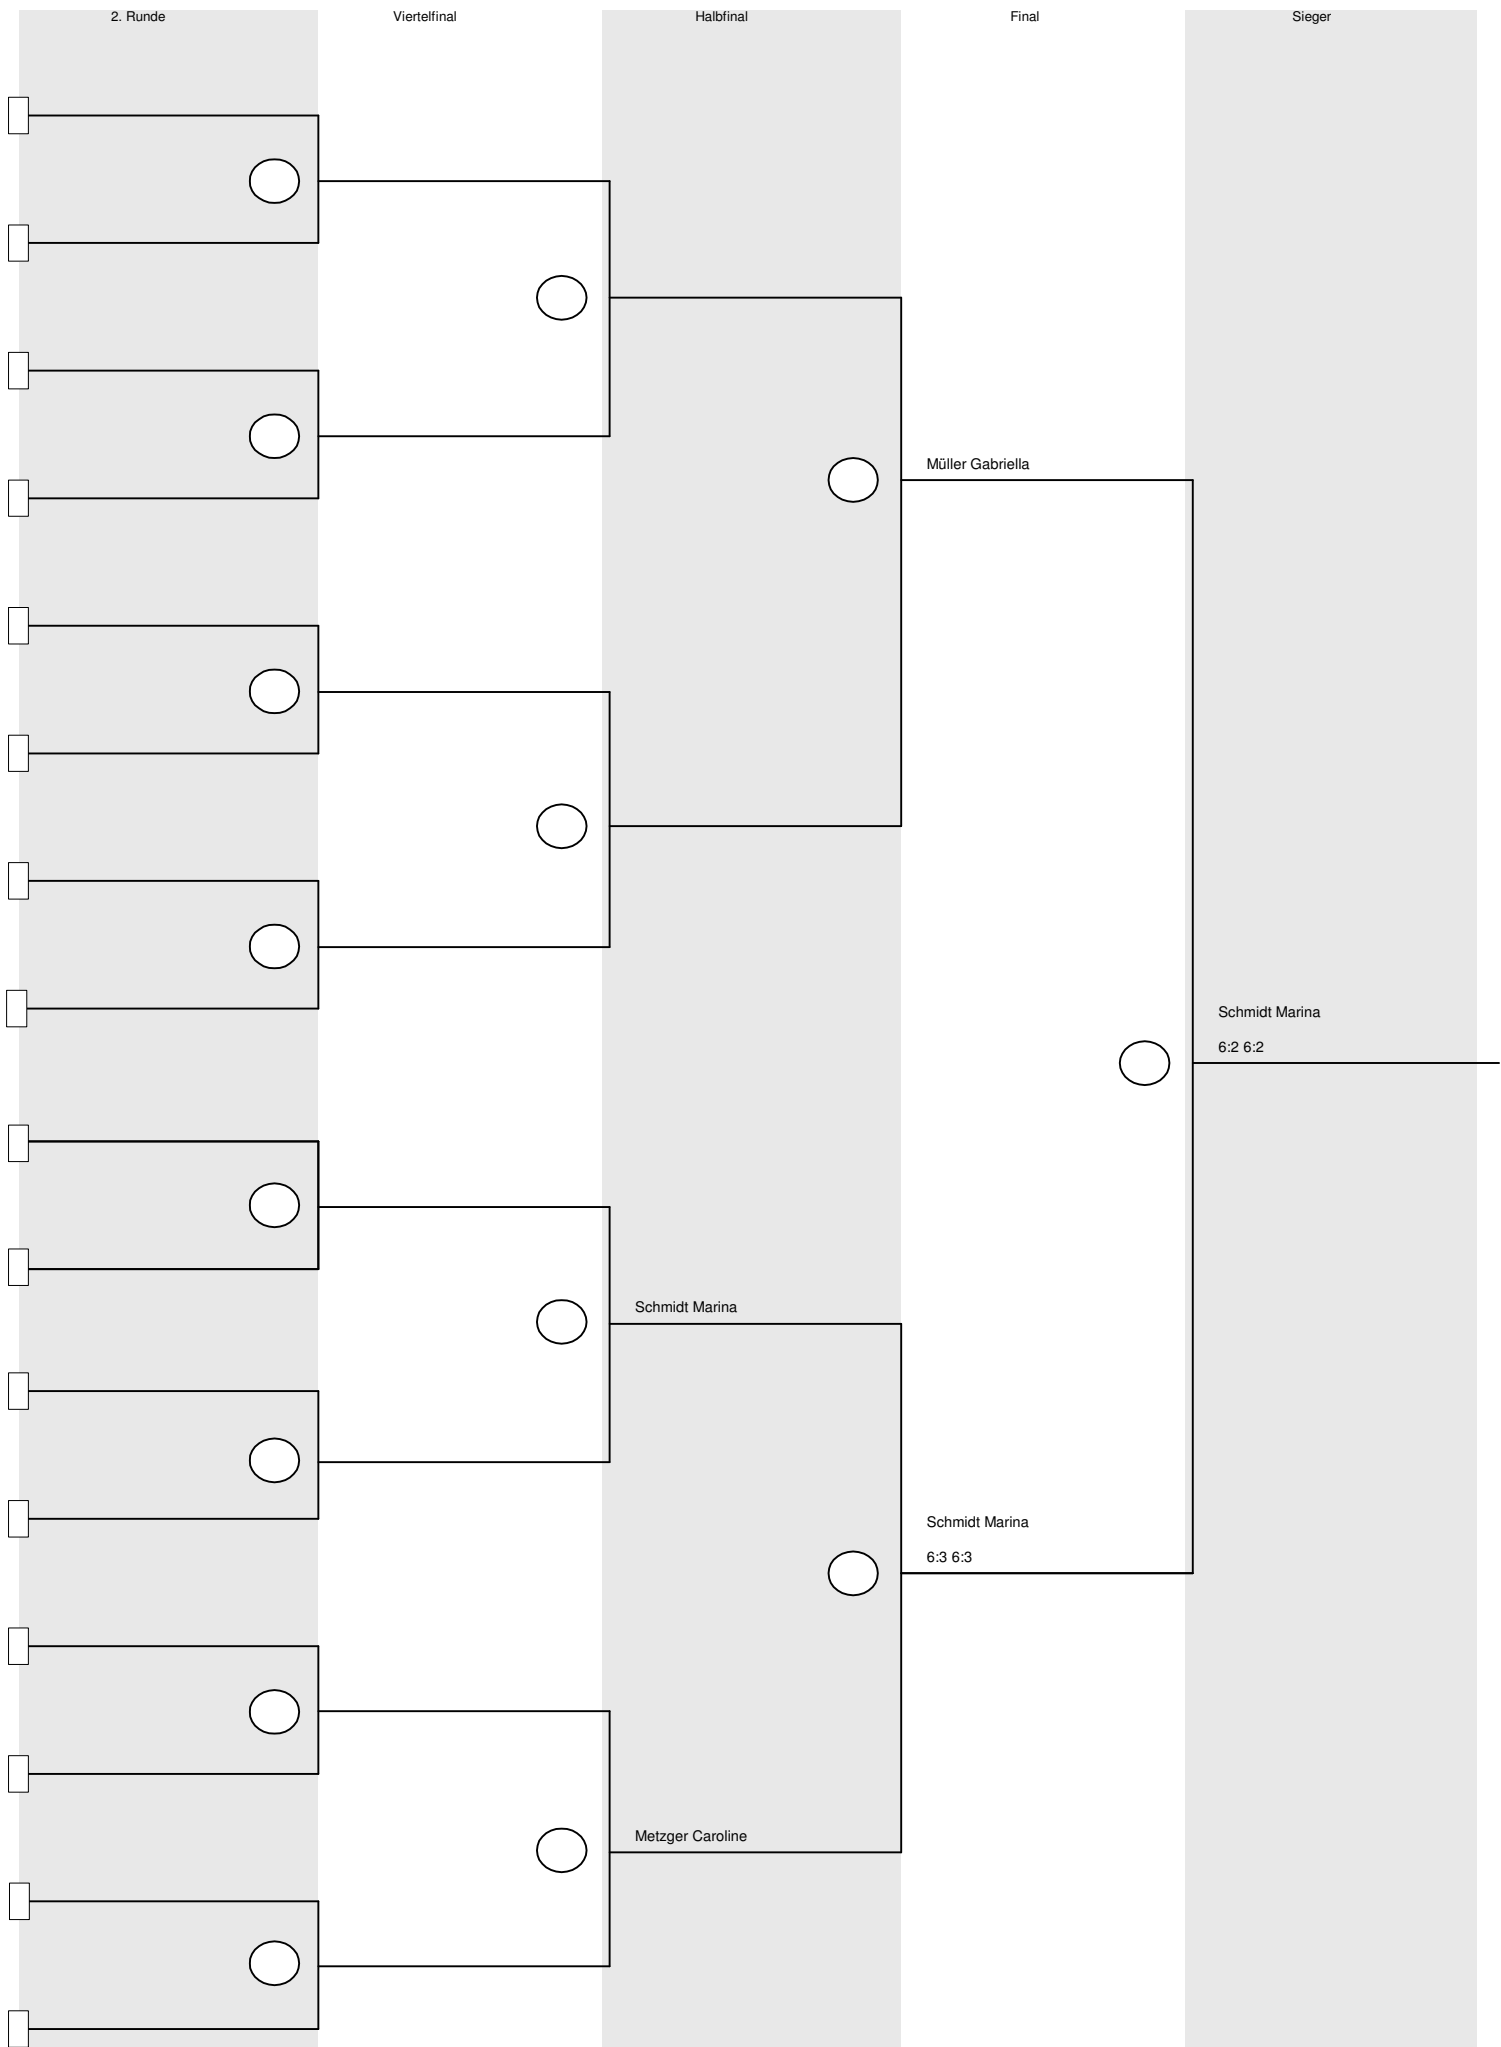 2. Runde
Viertelfinal
Halbfinal
Final
Sieger
Müller Gabriella
Schmidt Marina
6:2 6:2
Schmidt Marina
Schmidt Marina
6:3 6:3
Metzger Caroline